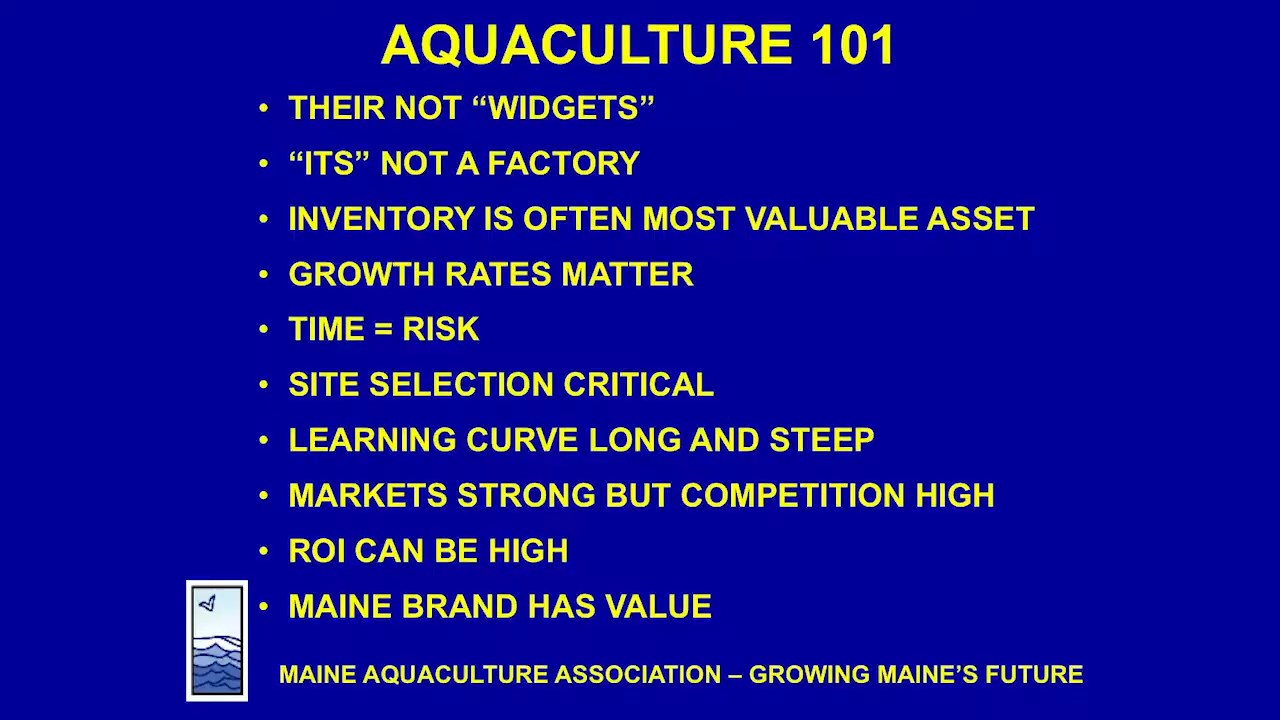 AQUACULTURE 101
• THEIR NOT “WIDGETS”
• “ITS” NOT A FACTORY
• INVENTORY IS OFTEN MOST VALUABLE ASSET
• GROWTH RATES MATTER
• TIME = RISK
• SITE SELECTION CRITICAL
• LEARNING CURVE LONG AND STEEP
• MARKETS STRONG BUT COMPETITION HIGH
• ROI CAN BE HIGH
• MAINE BRAND HAS VALUE
MAINE AQUACULTURE ASSOCIATION – GROWING MAINE’S FUTURE